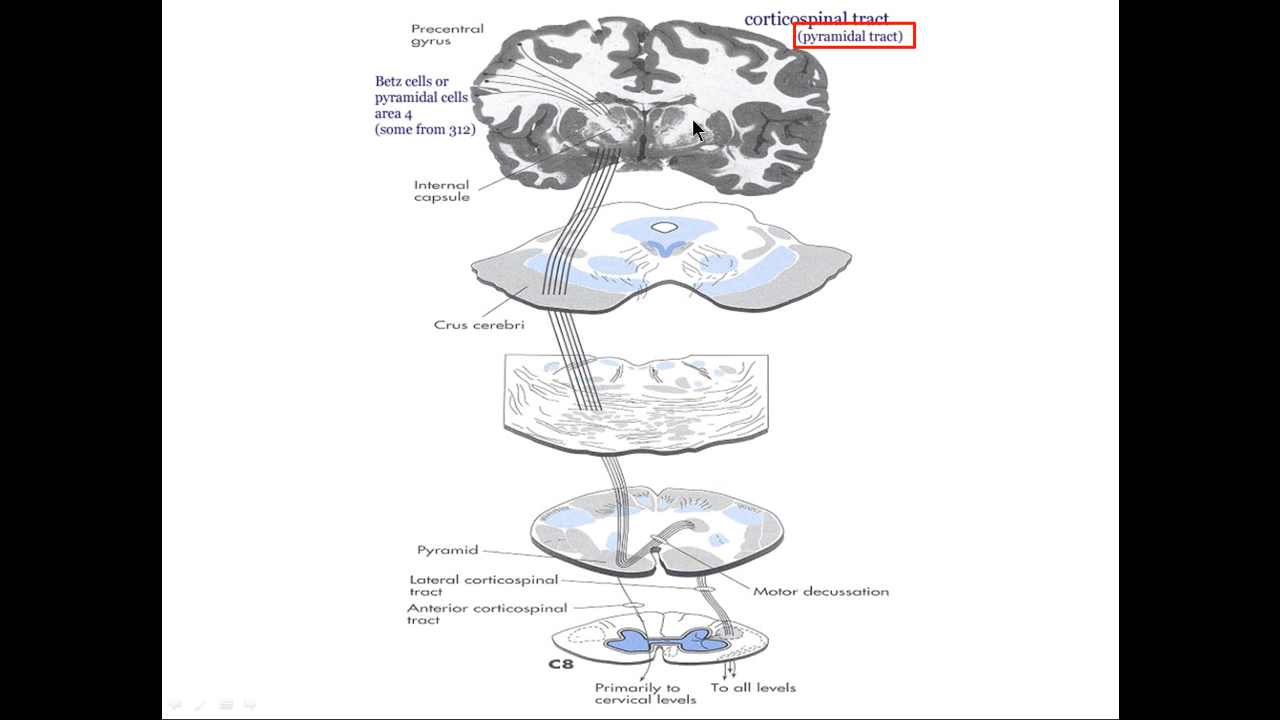 corticospinal tract
(pyramidal tract)
Precentral
gyrus
Betz cells or
pyramidal cells
area 4
(some from 312)
Internal
capsule
Crus cerebri
Pyramid
Lateral corticospinal
tract
Motor decussation
Anterior corticospinal
tract
C8
Primarily to
cervical levels
To all levels